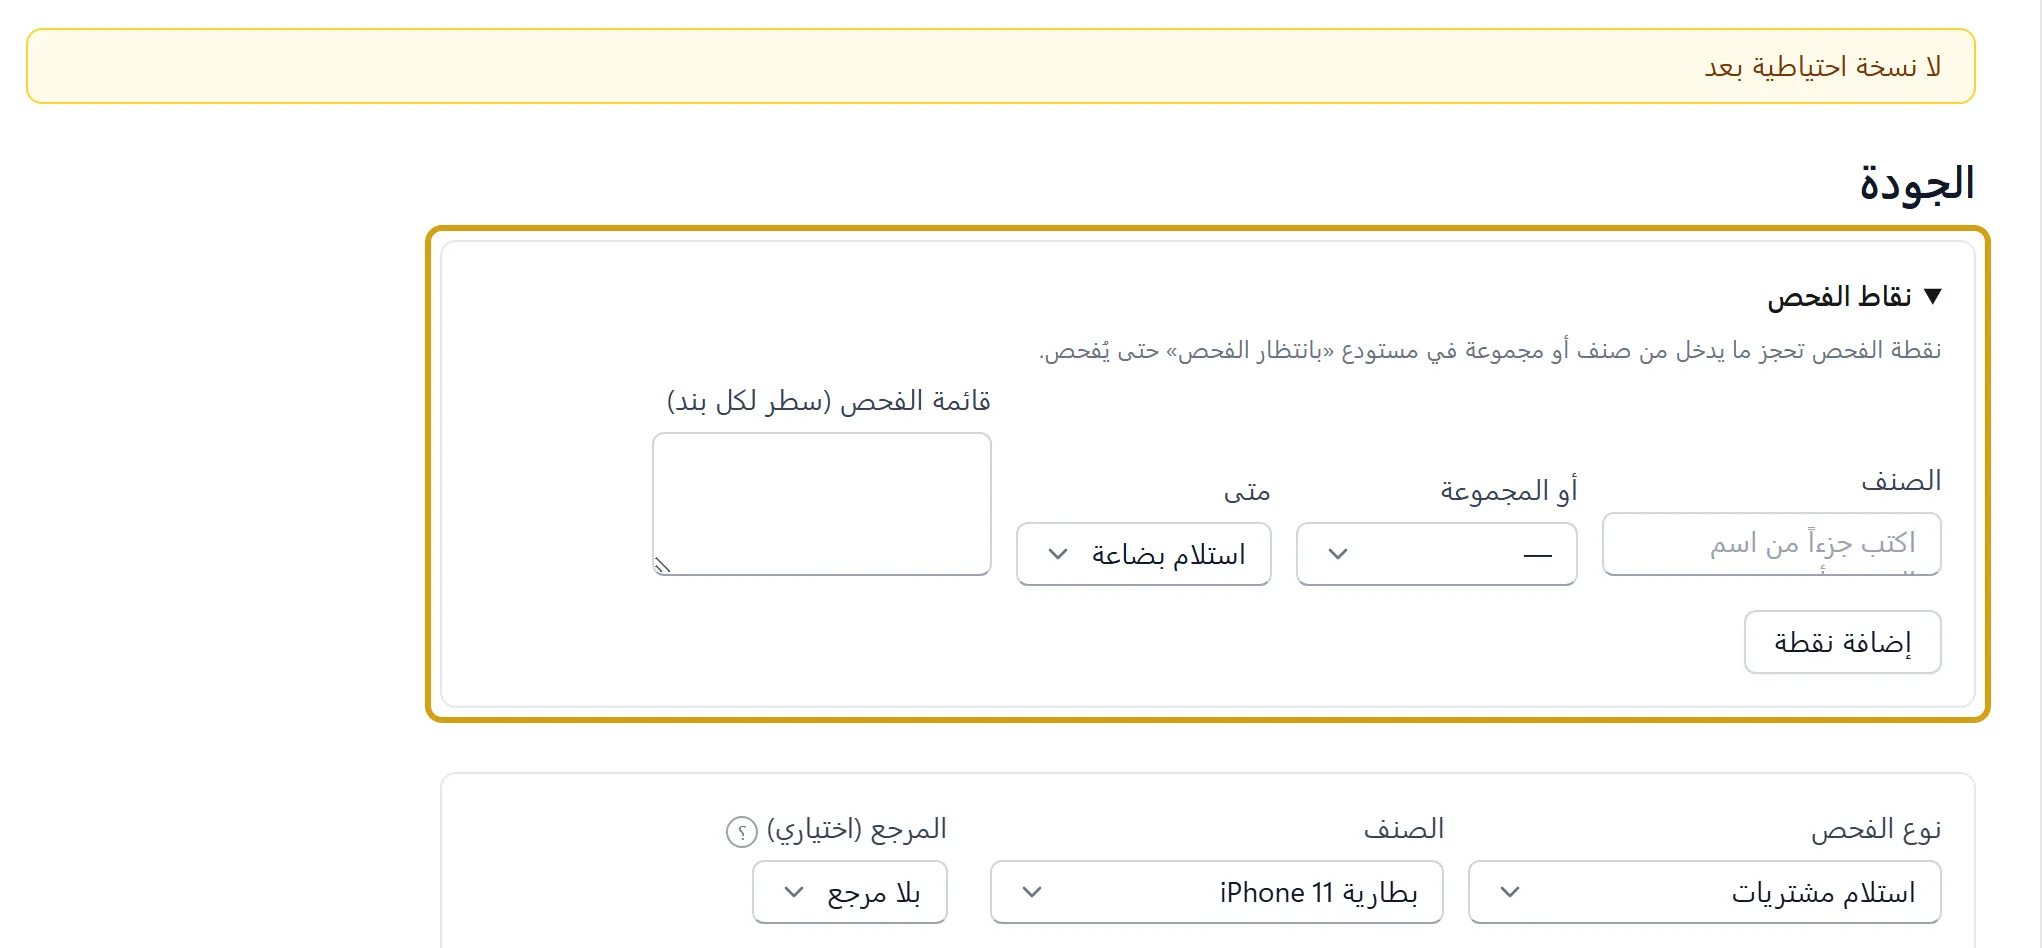 لا نسخة احتياطية بعد
الجودة
▼ نقاط الفحص
نقطة الفحص تحجز ما يدخل من صنف أو مجموعة في مستودع «بانتظار الفحص» حتى يُفحص.
الصنف
اكتب جزءاً من اسم
أو المجموعة
—
متى
استلام بضاعة
قائمة الفحص (سطر لكل بند)
إضافة نقطة
نوع الفحص
استلام مشتريات
الصنف
بطارية iPhone 11
المرجع (اختياري) ؟
بلا مرجع